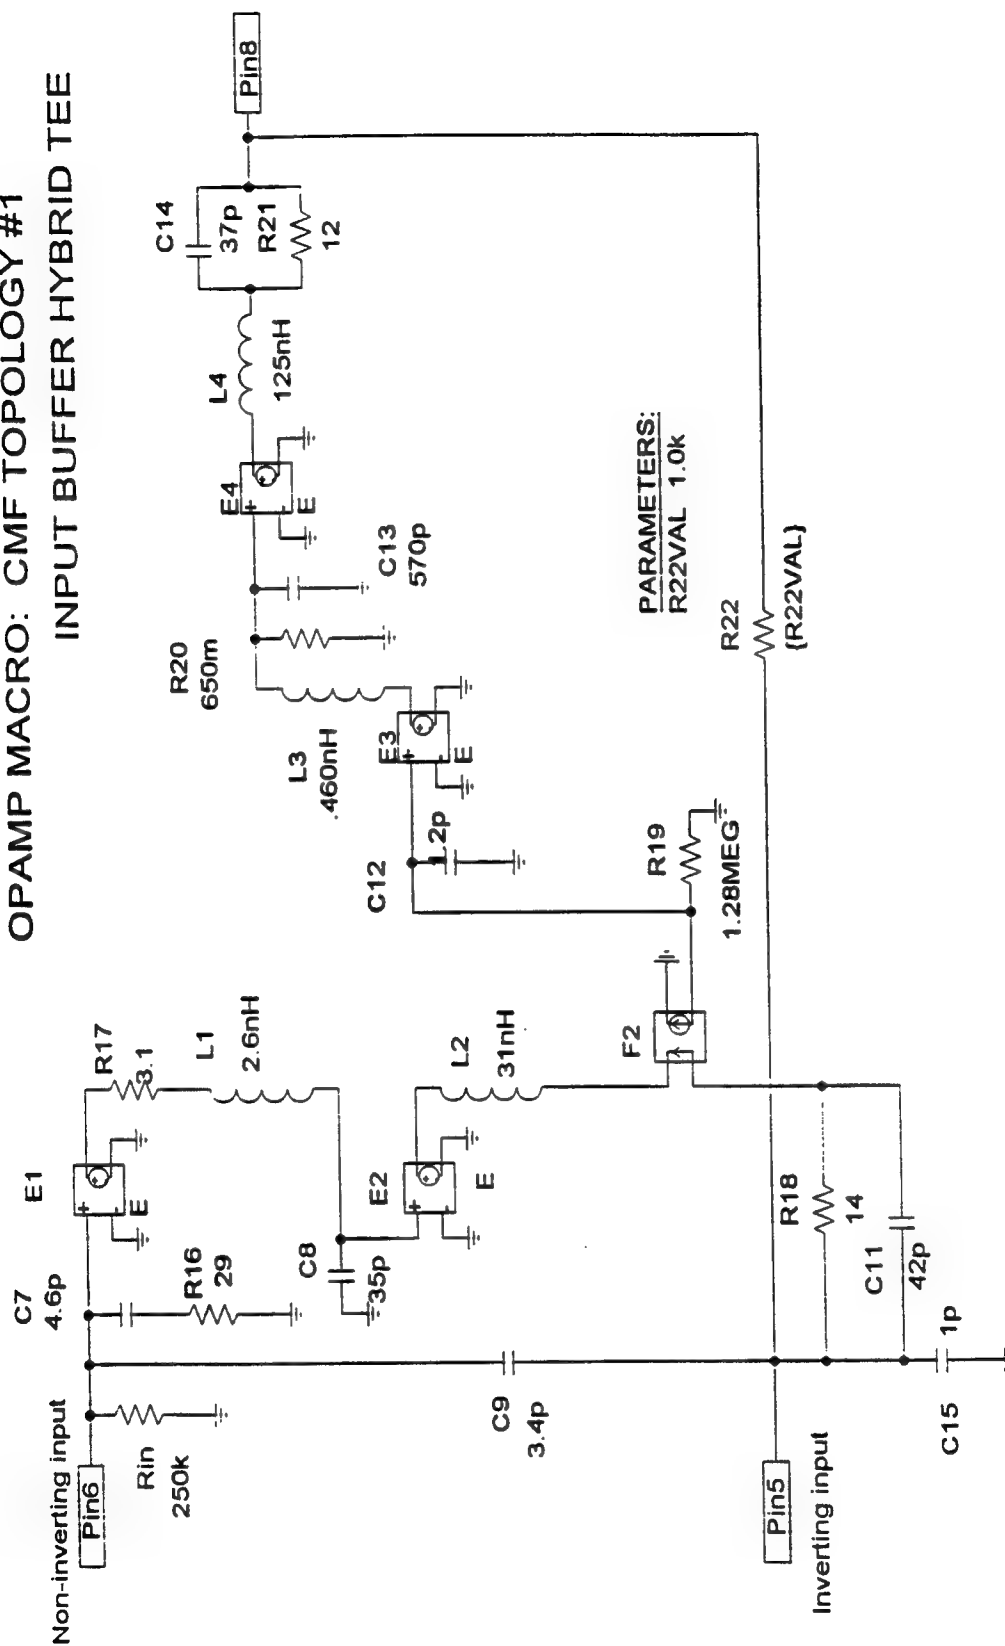 OPAMP MACRO: CMF TOPOLOGY #1
INPUT BUFFER HYBRID TEE
Non-inverting input
Pin6
Rin
250k
C7
4.6p
R16
29
E1
E
R17
3.1
L1
2.6nH
C8
35p
E2
E
L2
31nH
C9
3.4p
F2
Pin5
Inverting input
R18
14
C11
42p
C15
1p
R19
1.28MEG
C12
.2p
E3
E
L3
.460nH
R20
650m
C13
570p
E4
E
L4
125nH
C14
37p
R21
12
Pin8
PARAMETERS:
R22VAL 1.0k
R22
{R22VAL}